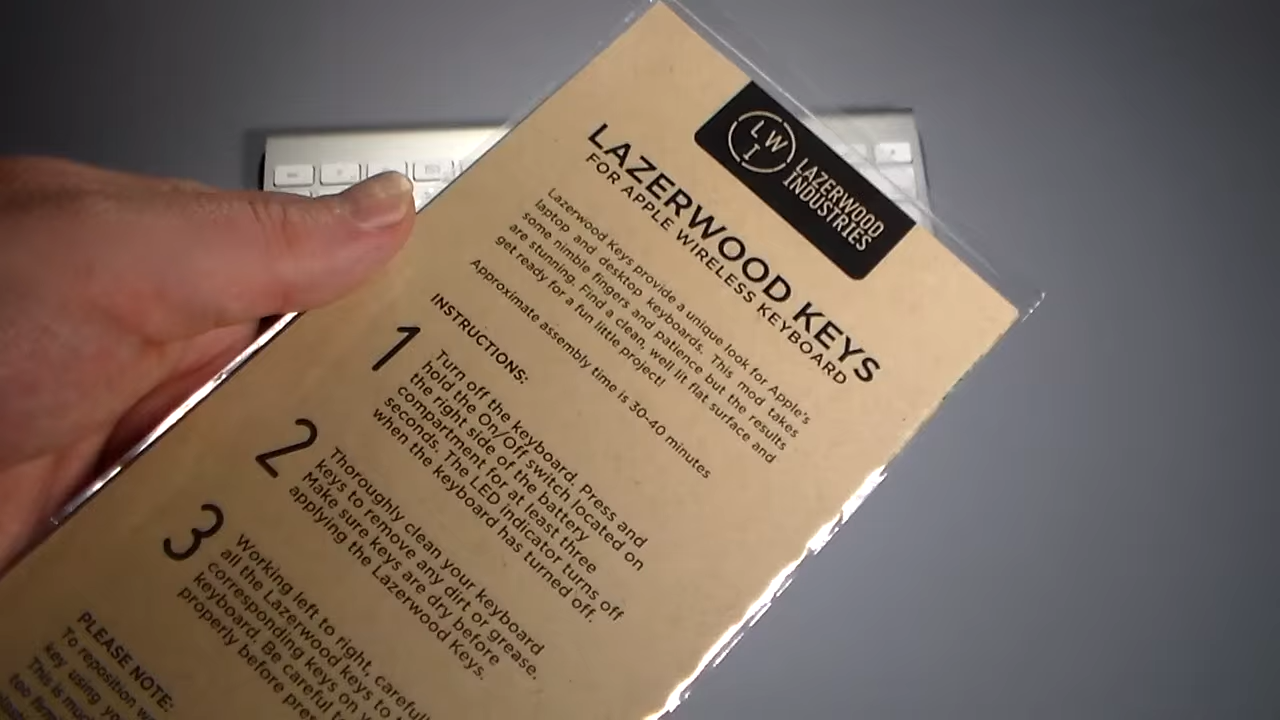 LWI
LAZERWOOD
INDUSTRIES
LAZERWOOD KEYS
FOR APPLE WIRELESS KEYBOARD
Lazerwood Keys provide a unique look for Apple's
laptop and desktop keyboards. This mod takes
some nimble fingers and patience but the results
are stunning. Find a clean, well lit flat surface and
get ready for a fun little project!
Approximate assembly time is 30-40 minutes
INSTRUCTIONS:
1
Turn off the keyboard. Press and
hold the On/Off switch located on
the right side of the battery
compartment for at least three
seconds. The LED indicator turns off
when the keyboard has turned off.
2
Thoroughly clean your keyboard
keys to remove any dirt or grease.
Make sure keys are dry before
applying the Lazerwood Keys.
3
Working left to right, carefull
all the Lazerwood keys to t
corresponding keys on y
keyboard. Be careful t
properly before pres
PLEASE NOTE:
To reposition w
key using yo
This is muc
too firm